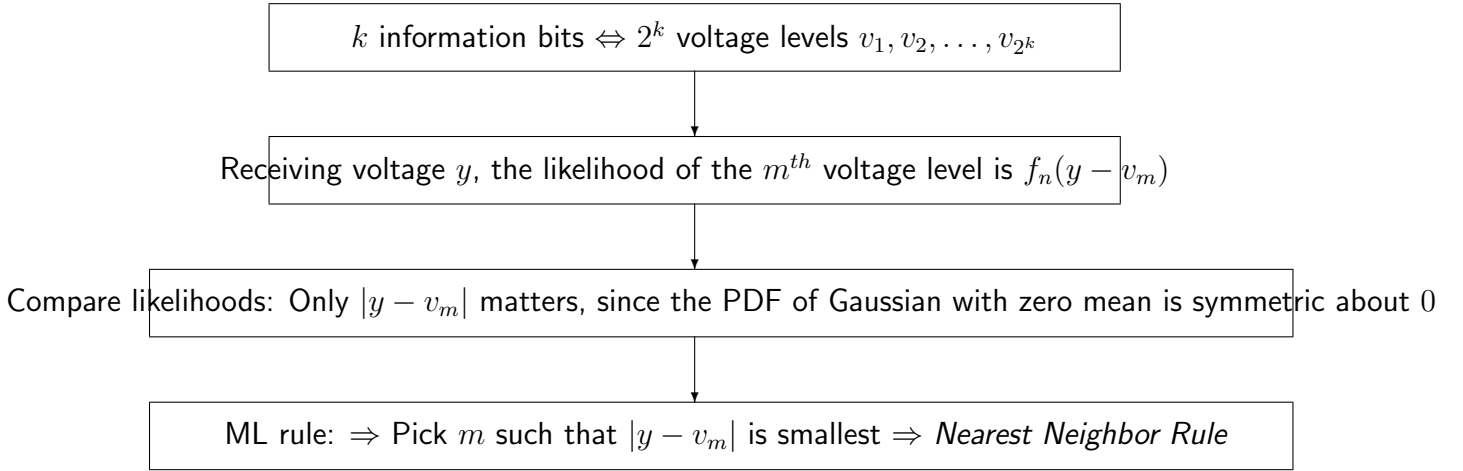 k information bits ⇔ 2^k voltage levels v_1, v_2, . . . , v_{2^k}
Receiving voltage y, the likelihood of the m^{th} voltage level is f_n(y − v_m)
Compare likelihoods: Only |y − v_m| matters, since the PDF of Gaussian with zero mean is symmetric about 0
ML rule: ⇒ Pick m such that |y − v_m| is smallest ⇒ Nearest Neighbor Rule